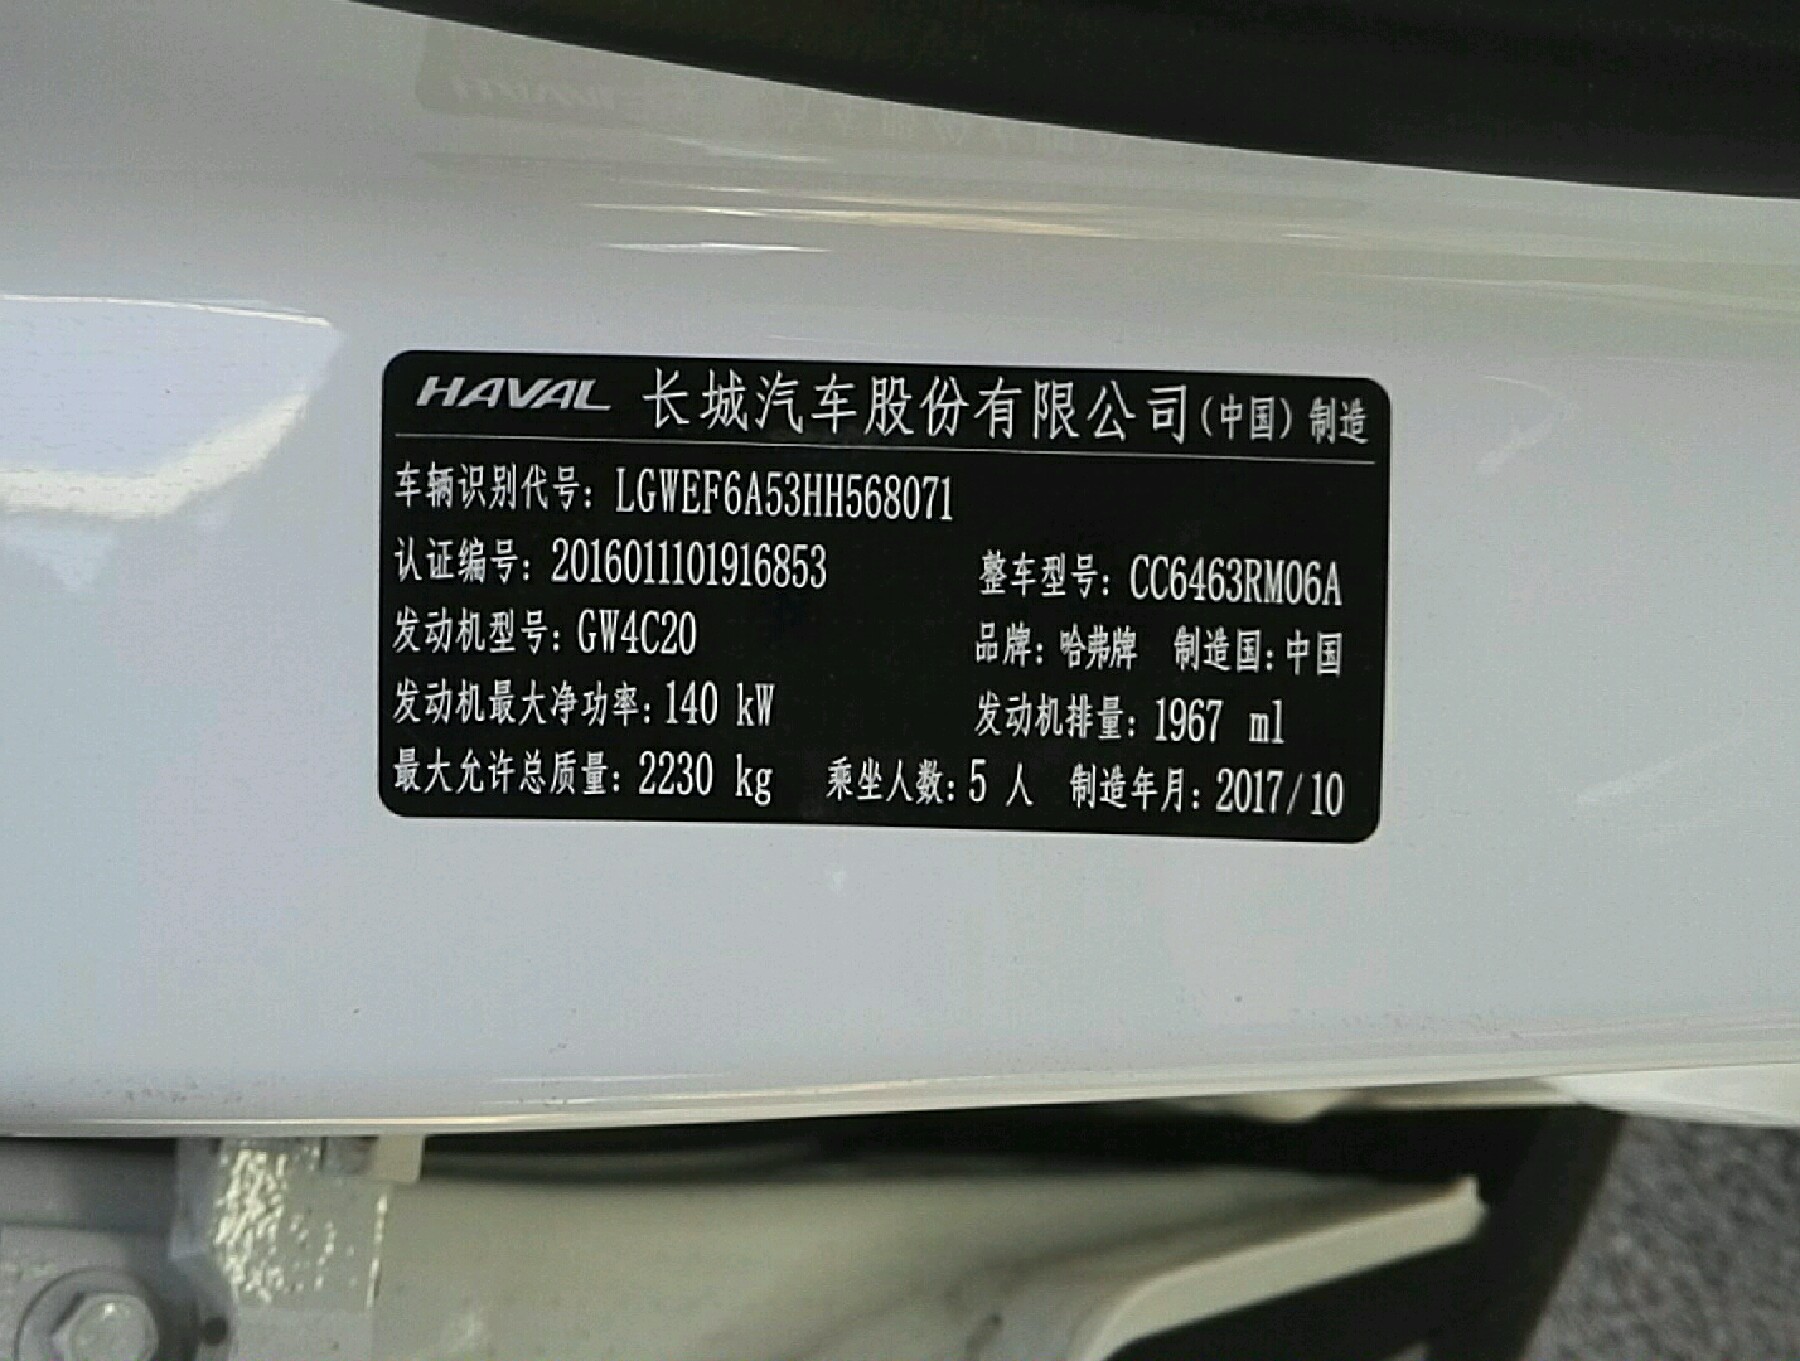 HAVAL 长城汽车股份有限公司(中国)制造
车辆识别代号: LGWEF6A53HH568071
认证编号: 2016011101916853 整车型号: CC6463RM06A
发动机型号: GW4C20 品牌: 哈弗牌 制造国: 中国
发动机最大净功率: 140 kW 发动机排量: 1967 ml
最大允许总质量: 2230 kg 乘坐人数: 5 人 制造年月: 2017/10